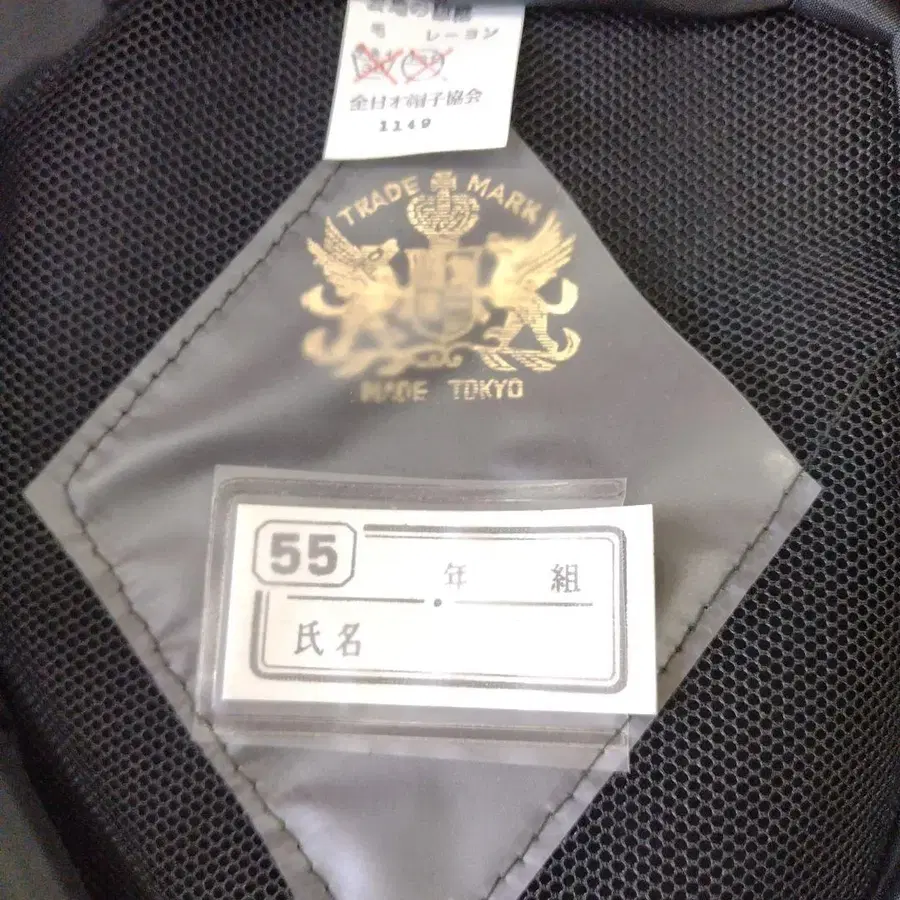 毛 レーヨン
全日本帽子協会
1149
TRADE MARK
MADE TOKYO
55 年 組
氏名